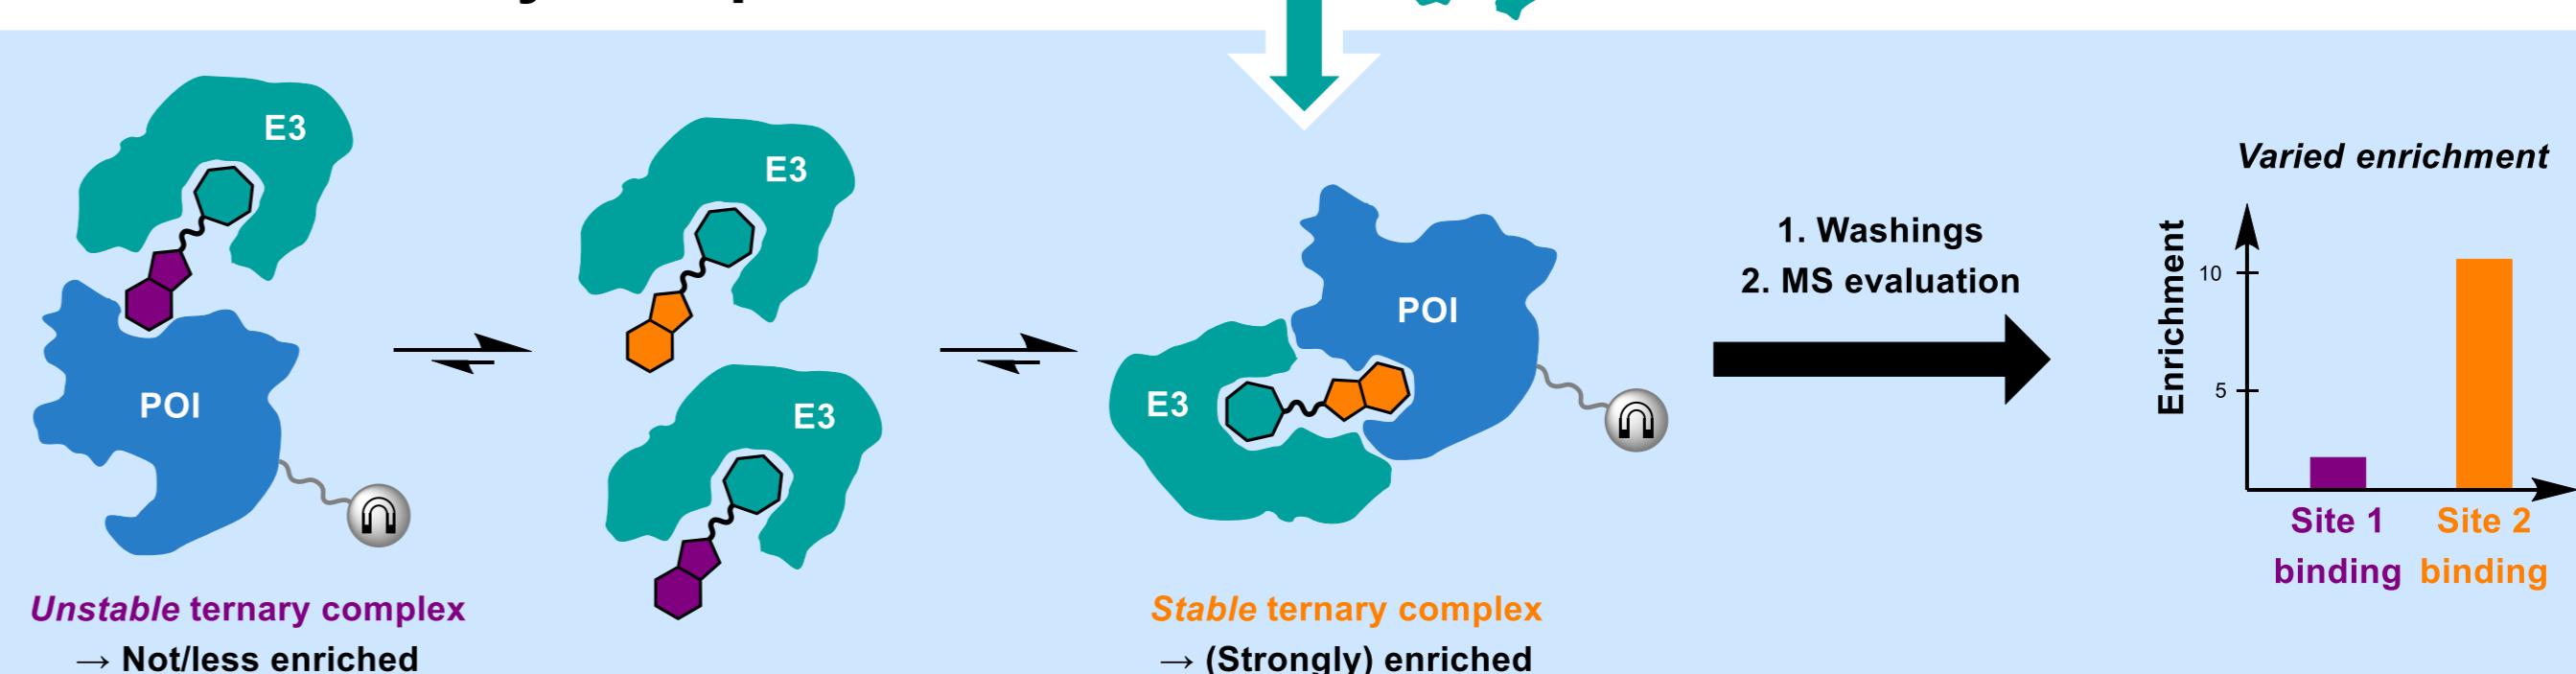 E3
POI
Unstable ternary complex
→ Not/less enriched
E3
E3
E3
POI
Stable ternary complex
→ (Strongly) enriched
1. Washings
2. MS evaluation
Varied enrichment
Enrichment
10
5
Site 1
binding
Site 2
binding